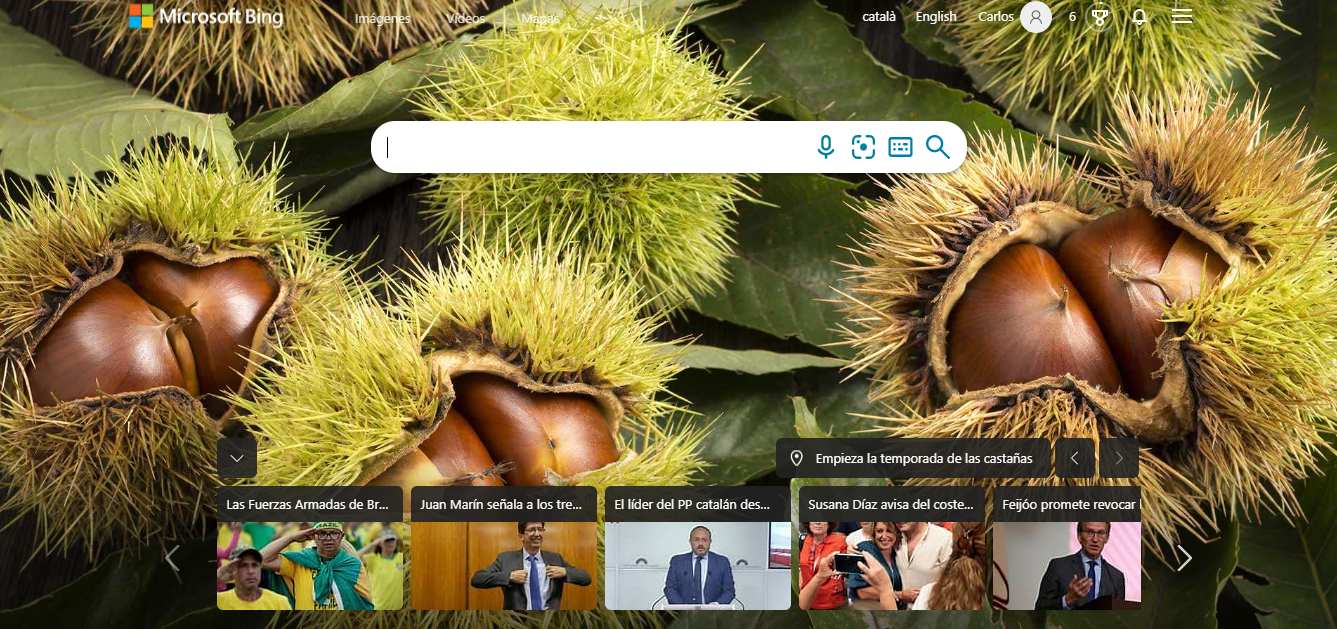 Microsoft Bing
Imágenes
Vídeos
Mapas
català
English
Carlos
6
Empieza la temporada de las castañas
Las Fuerzas Armadas de Br...
Juan Marín señala a los tre...
El líder del PP catalán des...
Susana Díaz avisa del coste...
Feijóo promete revocar